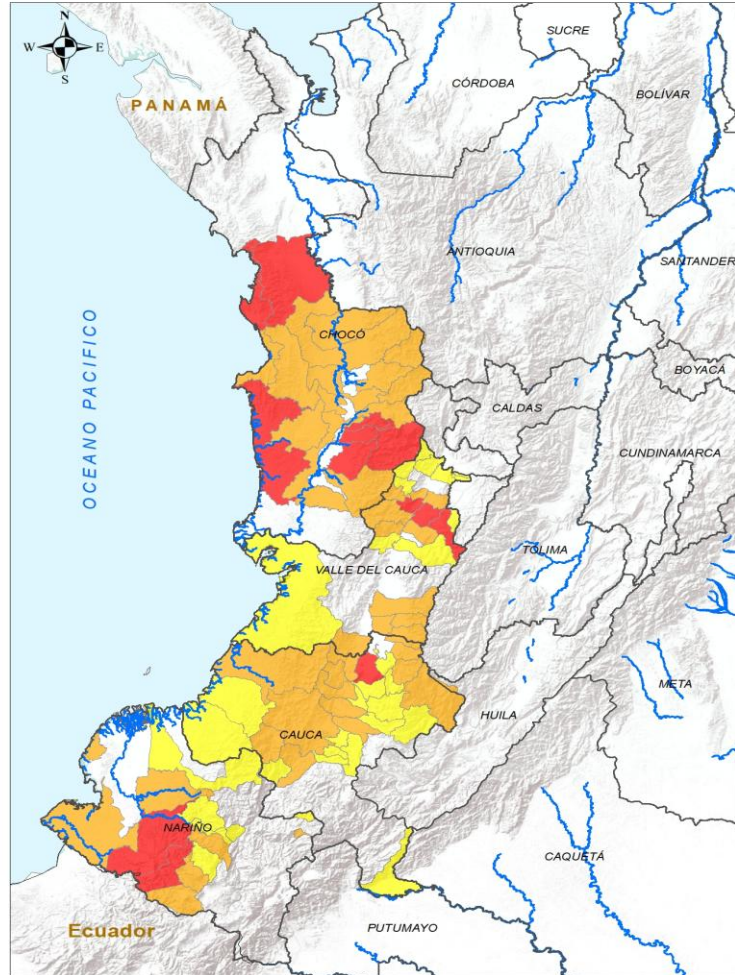 N
W E
S
SUCRE
CÓRDOBA
BOLÍVAR
PANAMÁ
ANTIOQUIA
SANTANDER
OCEANO PACIFICO
CHOCÓ
BOYACÁ
CALDAS
CUNDINAMARCA
TOLIMA
VALLE DEL CAUCA
META
HUILA
CAUCA
NARIÑO
CAQUETÁ
PUTUMAYO
Ecuador